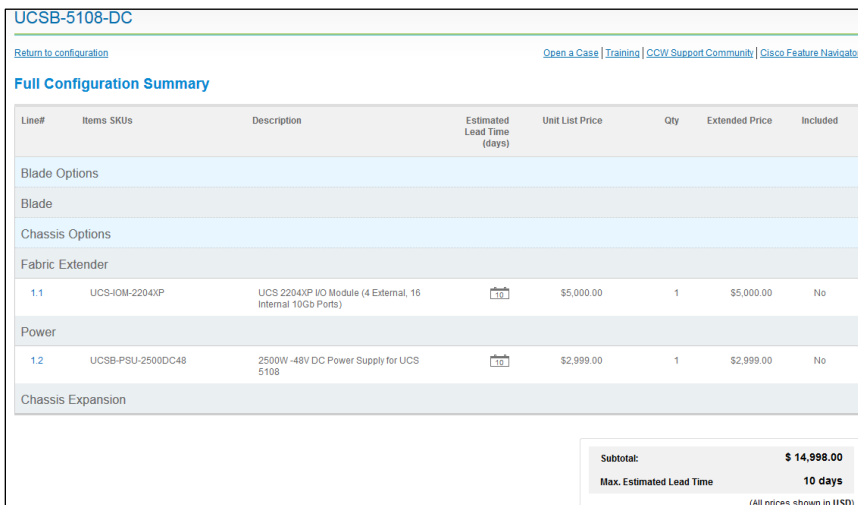 UCSB-5108-DC
Return to configuration
Open a Case | Training | CCW Support Community | Cisco Feature Navigator
Full Configuration Summary
Line# Items SKUs Description Estimated Lead Time (days) Unit List Price Qty Extended Price Included
Blade Options
Blade
Chassis Options
Fabric Extender
1.1 UCS-IOM-2204XP UCS 2204XP I/O Module (4 External, 16 Internal 10Gb Ports) 10 $5,000.00 1 $5,000.00 No
Power
1.2 UCSB-PSU-2500DC48 2500W -48V DC Power Supply for UCS 5108 10 $2,999.00 1 $2,999.00 No
Chassis Expansion
Subtotal: $ 14,998.00
Max. Estimated Lead Time 10 days
(All prices shown in USD)